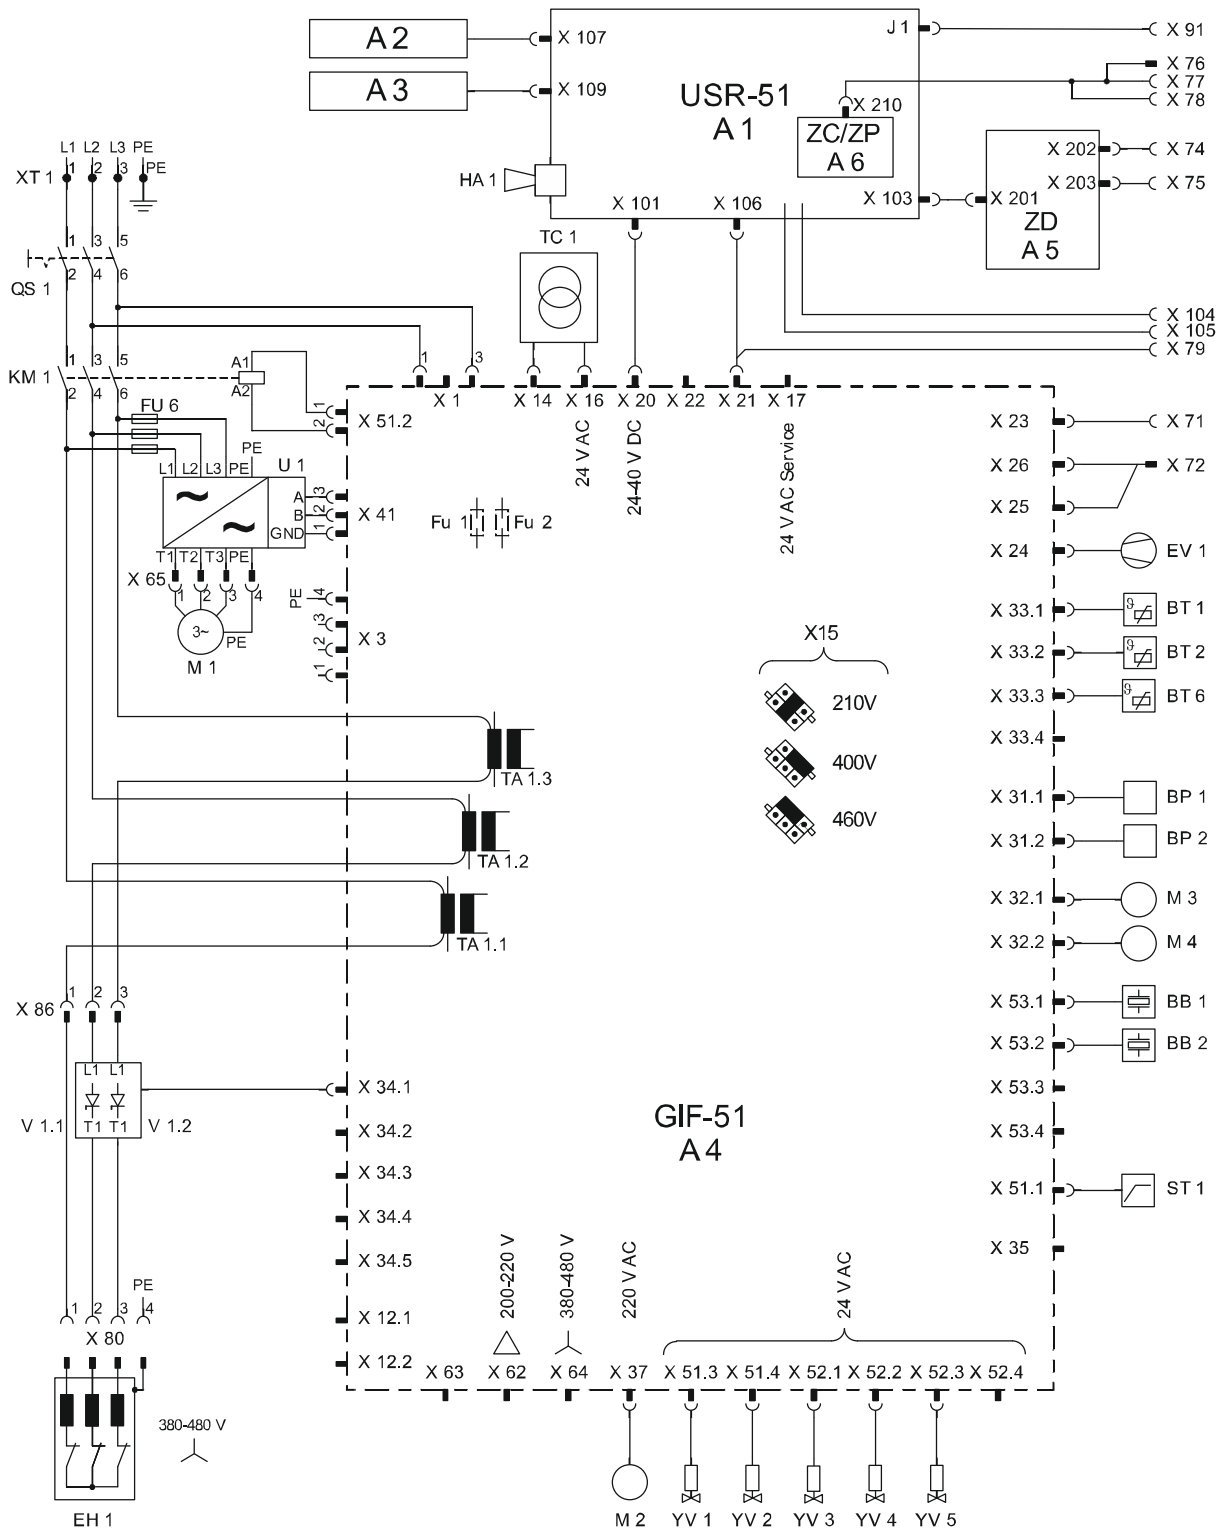 A 2
X 107
J 1
X 91
X 76
A 3
X 109
USR-51
A 1
X 77
X 78
X 210
ZC/ZP
A 6
L1 L2 L3 PE
XT 1
1 2 3 PE
HA 1
X 202
X 74
X 203
X 75
X 101
X 106
X 103
X 201
ZD
A 5
TC 1
QS 1
1 3 5
2 4 6
X 104
X 105
X 79
1 3
KM 1
1 3 5
2 4 6
A1
A2
X 1
X 14
X 16
X 20
X 22
X 21
X 17
24 V AC
24-40 V DC
24 V AC Service
FU 6
1
2
X 51.2
X 23
X 71
PE
L1 L2 L3 PE
U 1
X 26
X 72
A 3
B 2
GND 1
X 41
X 25
Fu 1
Fu 2
T1 T2 T3 PE
X 24
EV 1
X 65
1 2 3 4
3~
PE
M 1
PE 4
3
2
1
X 3
X 33.1
BT 1
X15
X 33.2
BT 2
210V
X 33.3
BT 6
400V
X 33.4
460V
TA 1.3
X 31.1
BP 1
X 31.2
BP 2
TA 1.2
X 32.1
M 3
TA 1.1
X 32.2
M 4
X 86
1 2 3
X 53.1
BB 1
X 53.2
BB 2
L1 L1
X 34.1
X 53.3
V 1.1
T1 T1
V 1.2
GIF-51
A 4
X 34.2
X 53.4
X 34.3
X 51.1
ST 1
X 34.4
X 35
X 34.5
200-220 V
380-480 V
220 V AC
24 V AC
PE
1 2 3 4
X 80
X 12.1
X 12.2
X 63
X 62
X 64
X 37
X 51.3
X 51.4
X 52.1
X 52.2
X 52.3
X 52.4
380-480 V
EH 1
M 2
YV 1
YV 2
YV 3
YV 4
YV 5